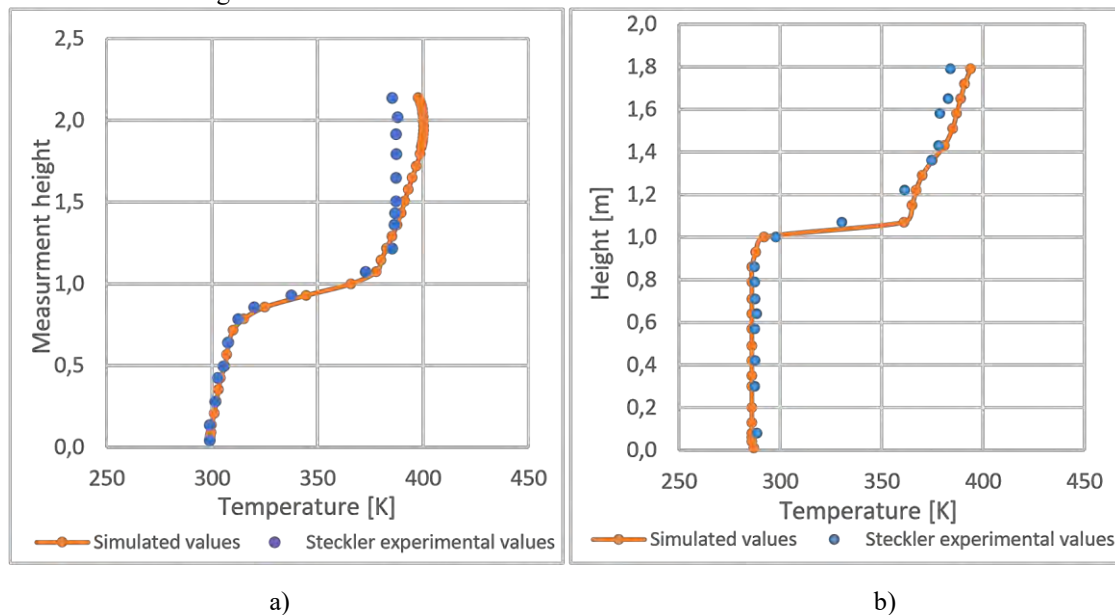 2,5
2,0
1,5
1,0
0,5
0,0
Measurment height
250 300 350 400 450
Temperature [K]
Simulated values Steckler experimental values
a)
2,0
1,8
1,6
1,4
1,2
1,0
0,8
0,6
0,4
0,2
0,0
Height [m]
250 300 350 400 450
Temperature [K]
Simulated values Steckler experimental values
b)